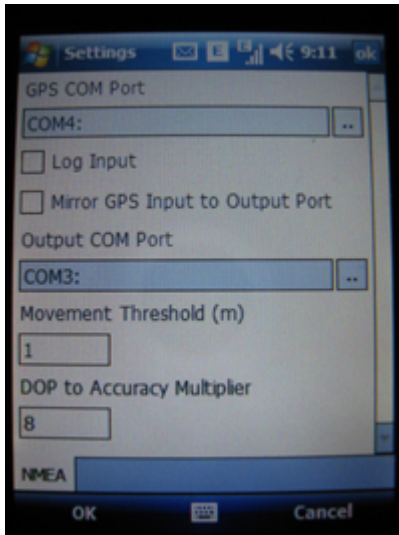 Settings E E 9:11 ok
GPS COM Port
COM4: ..
Log Input
Mirror GPS Input to Output Port
Output COM Port
COM3: ..
Movement Threshold (m)
1
DOP to Accuracy Multiplier
8
NMEA
OK Cancel